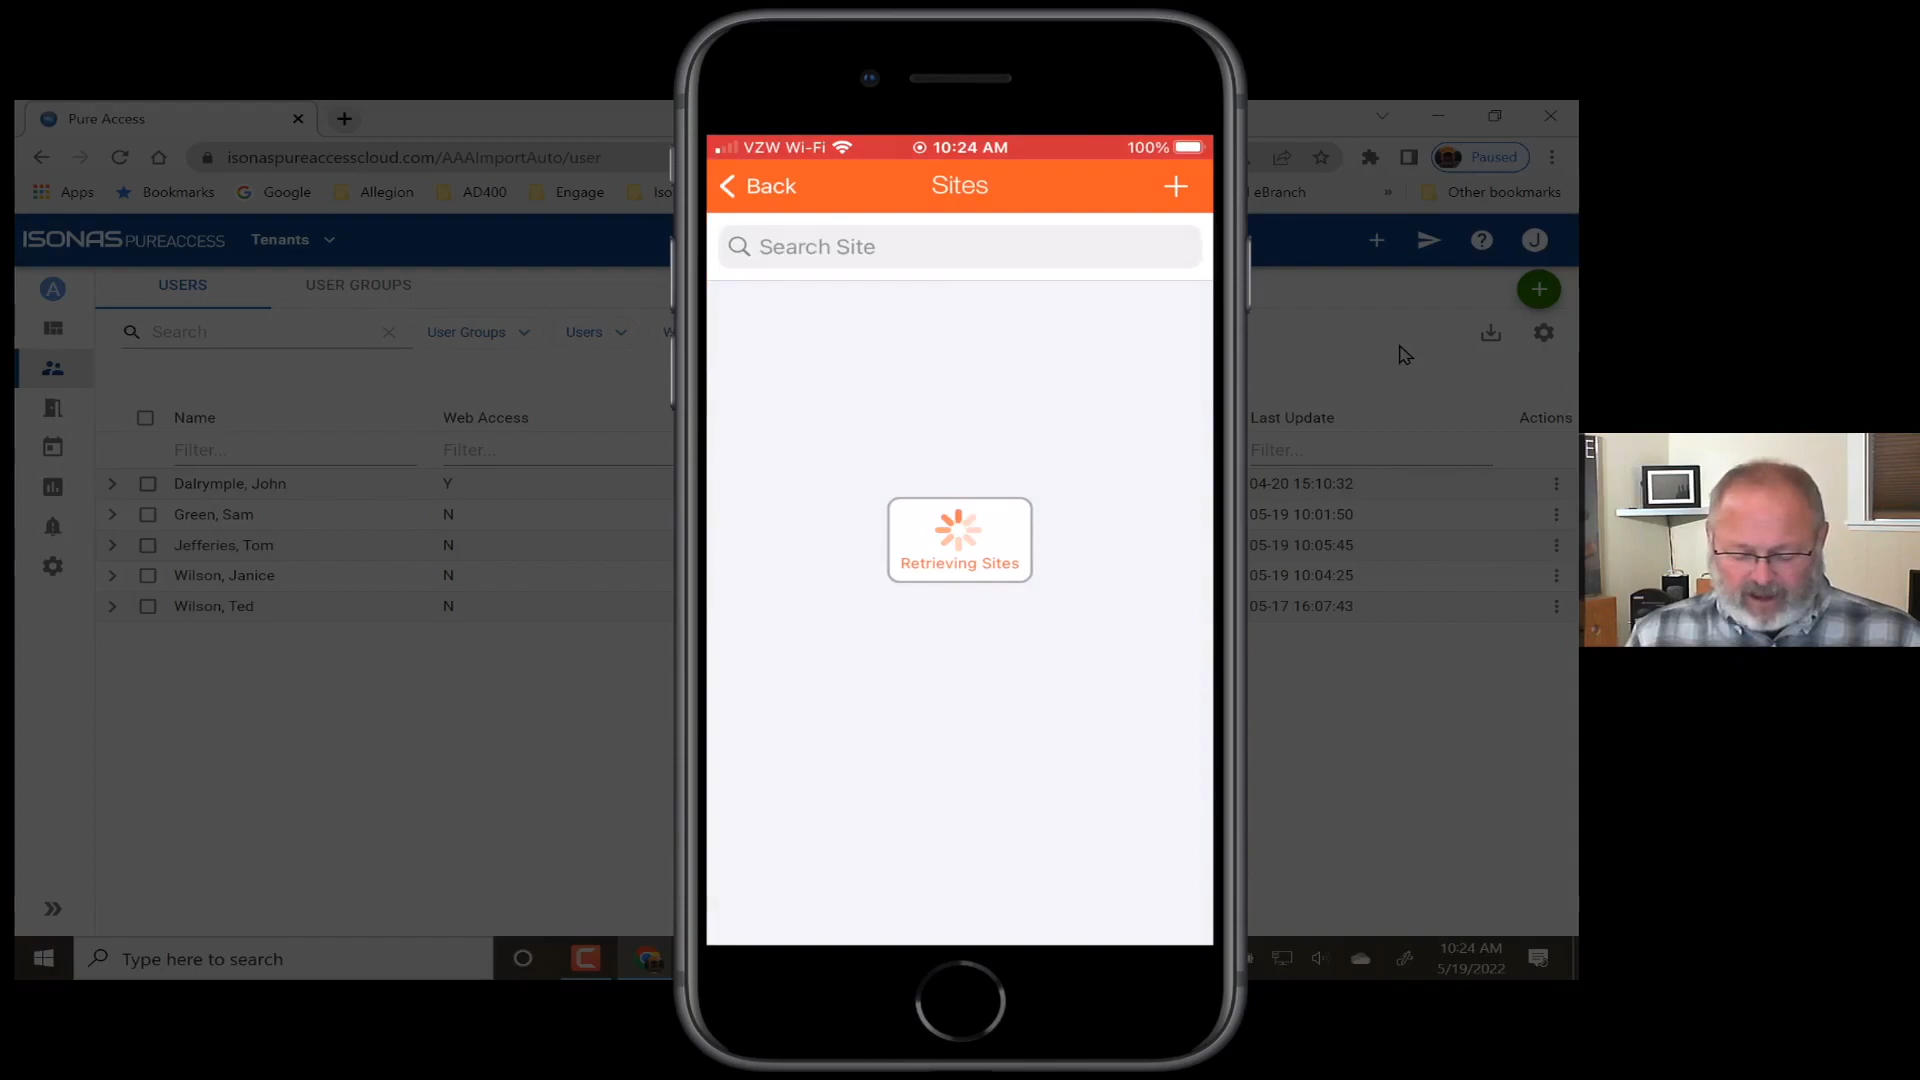 Pure Access
isonaspureaccesscloud.com/AAAImportAuto/user
Paused
Apps
Bookmarks
Google
Allegion
AD400
Engage
eBranch
»
Other bookmarks
ISONAS PUREACCESS
Tenants
J
A
USERS
USER GROUPS
Search
User Groups
Users
Name
Web Access
Last Update
Actions
Filter...
Filter...
Filter...
Dalrymple, John
Y
04-20 15:10:32
Green, Sam
N
05-19 10:01:50
Jefferies, Tom
N
05-19 10:05:45
Wilson, Janice
N
05-19 10:04:25
Wilson, Ted
N
05-17 16:07:43
VZW Wi-Fi
10:24 AM
100%
Back
Sites
+
Search Site
Retrieving Sites
Type here to search
10:24 AM
5/19/2022
E